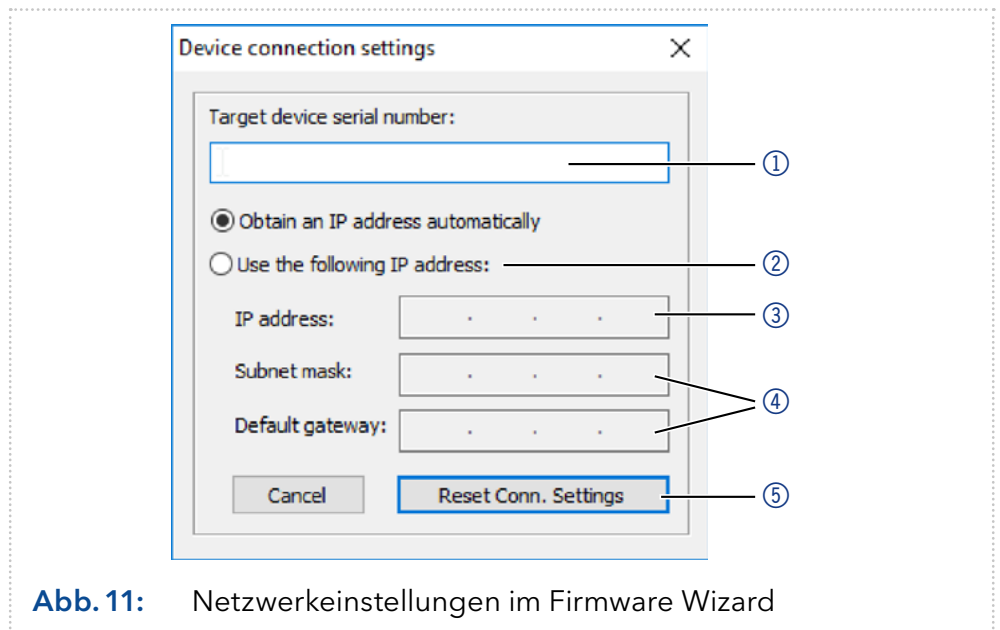 Device connection settings
Target device serial number:
①
Obtain an IP address automatically
Use the following IP address: ②
IP address: . . . ③
Subnet mask: . . .
④
Default gateway: . . .
Cancel Reset Conn. Settings ⑤
Abb. 11: Netzwerkeinstellungen im Firmware Wizard